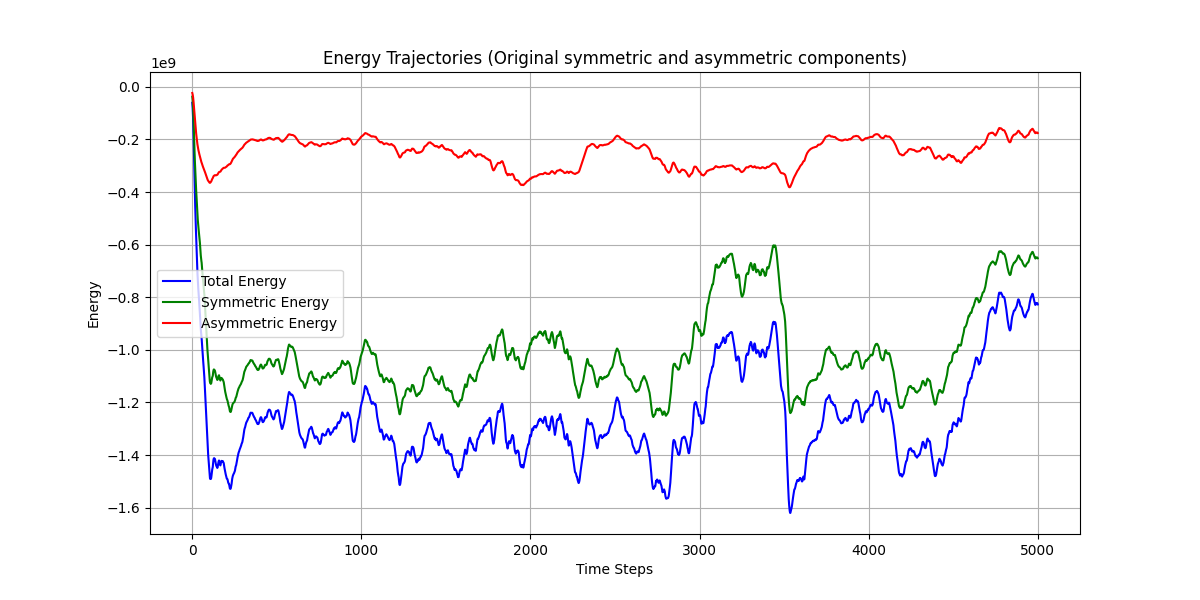 Energy Trajectories (Original symmetric and asymmetric components)
1e9
0.0
−0.2
−0.4
−0.6
−0.8
−1.0
−1.2
−1.4
−1.6
Energy
Total Energy
Symmetric Energy
Asymmetric Energy
0 1000 2000 3000 4000 5000
Time Steps